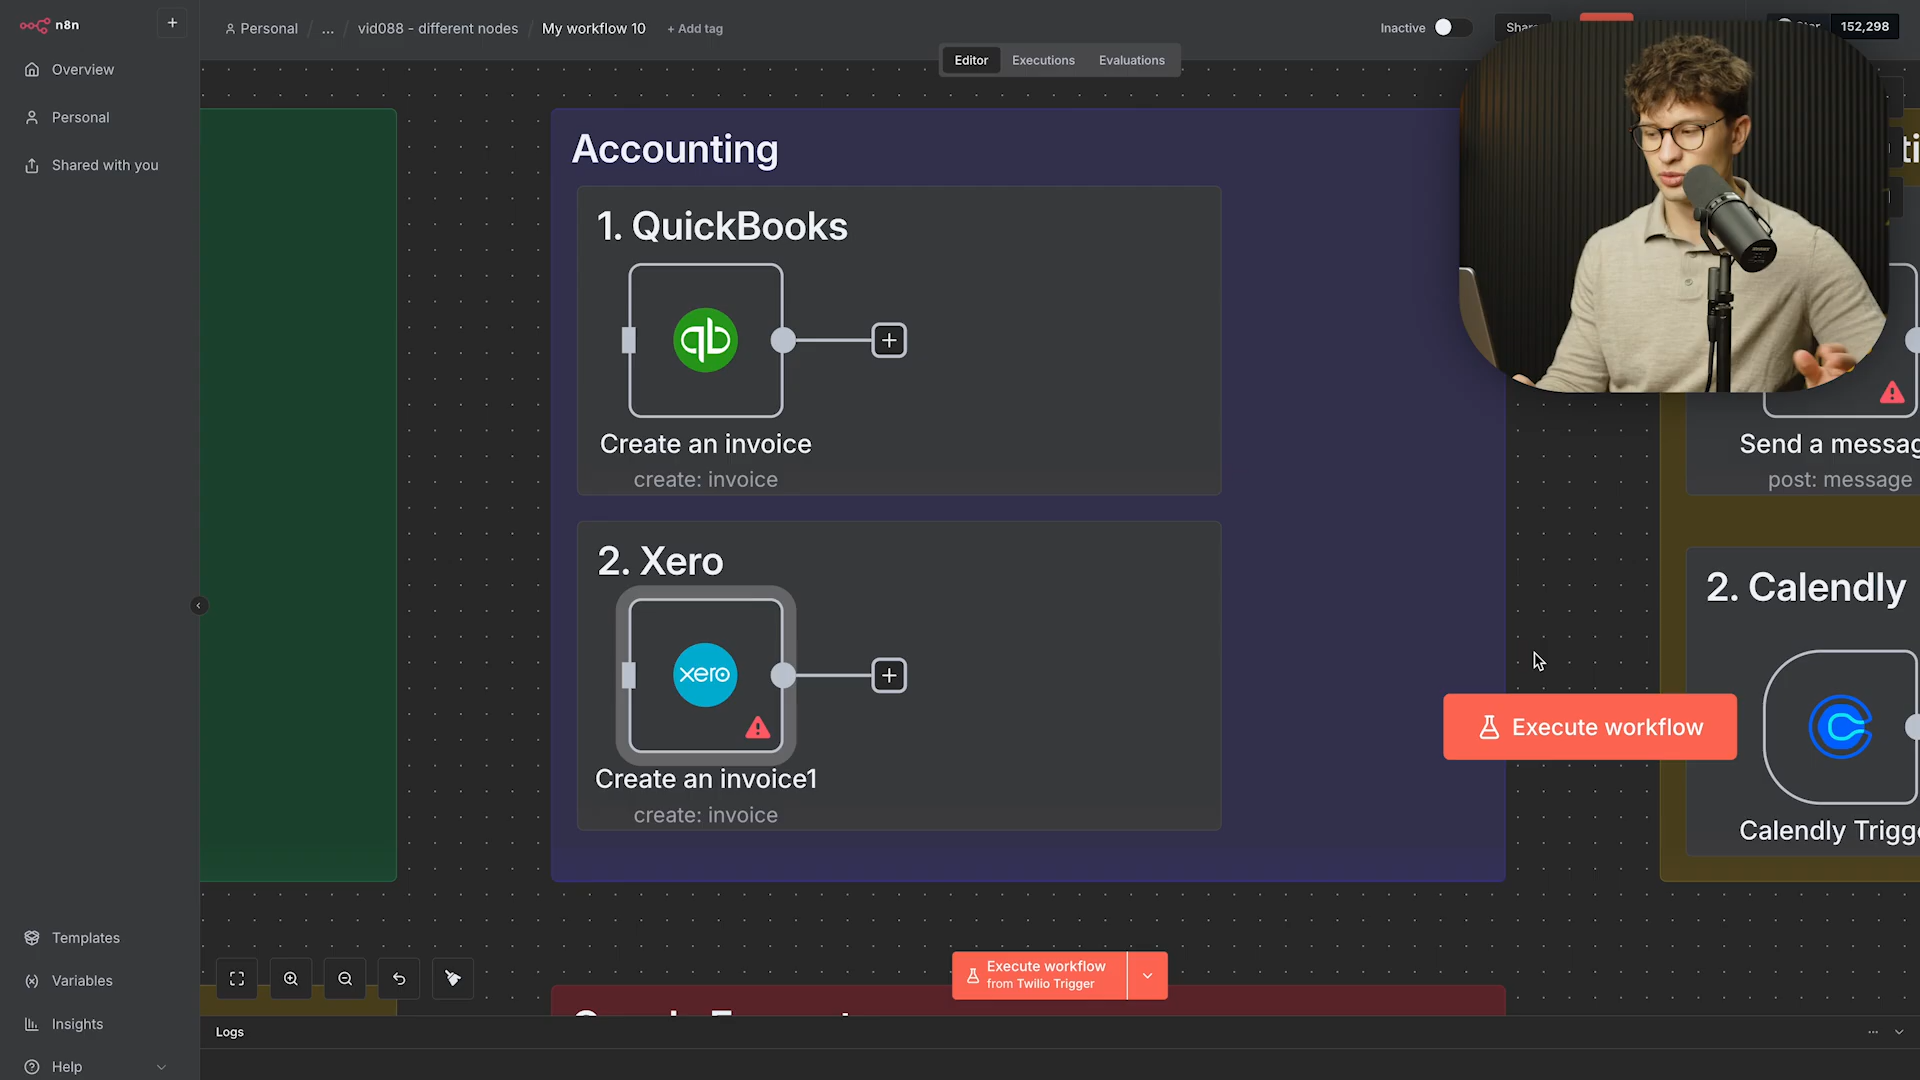 n8n
Personal / ... / vid088 - different nodes / My workflow 10 + Add tag
Inactive
152,298
Editor
Executions
Evaluations
Overview
Personal
Shared with you
Accounting
1. QuickBooks
qb
Create an invoice
create: invoice
2. Xero
xero
Create an invoice1
create: invoice
Send a messag
post: message
2. Calendly
Execute workflow
Calendly Trigg
Templates
Variables
Insights
Help
Execute workflow
from Twilio Trigger
Logs